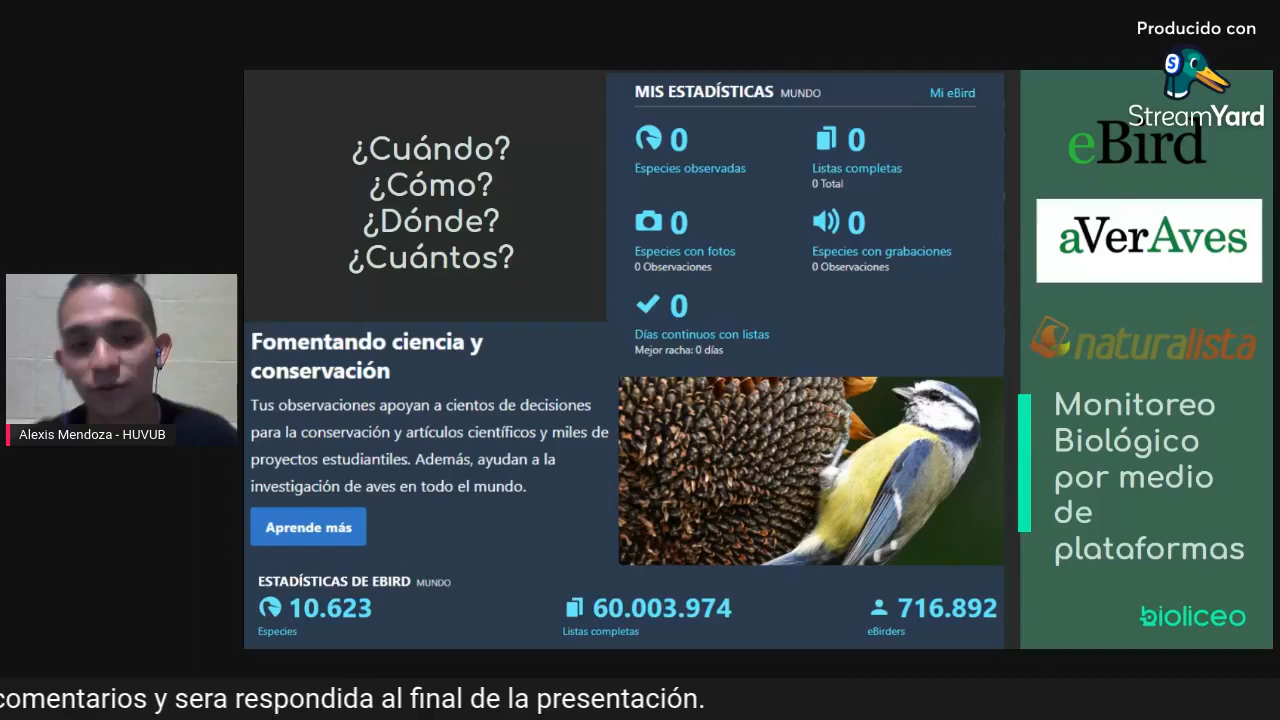 Producido con
StreamYard
¿Cuándo?
¿Cómo?
¿Dónde?
¿Cuántos?
MIS ESTADÍSTICAS MUNDO
Mi eBird
0
Especies observadas
0
Listas completas
0 Total
0
Especies con fotos
0 Observaciones
0
Especies con grabaciones
0 Observaciones
0
Días continuos con listas
Mejor racha: 0 días
Fomentando ciencia y
conservación
Tus observaciones apoyan a cientos de decisiones
para la conservación y artículos científicos y miles de
proyectos estudiantiles. Además, ayudan a la
investigación de aves en todo el mundo.
Aprende más
ESTADÍSTICAS DE EBIRD MUNDO
10.623
Especies
60.003.974
Listas completas
716.892
eBirders
eBird
aVerAves
naturalista
Monitoreo
Biológico
por medio
de
plataformas
bioliceo
Alexis Mendoza - HUVUB
comentarios y sera respondida al final de la presentación.